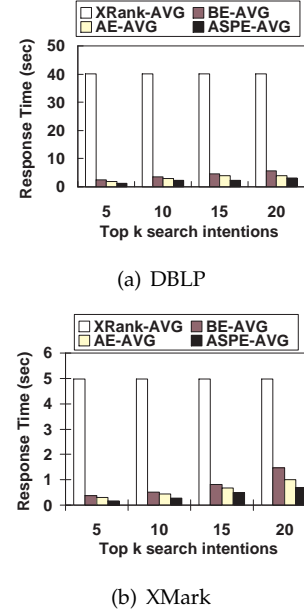 XRank-AVG BE-AVG
AE-AVG ASPE-AVG
Response Time (sec)
50
40
30
20
10
0
5 10 15 20
Top k search intentions
(a) DBLP
XRank-AVG BE-AVG
AE-AVG ASPE-AVG
Response Time (sec)
6
5
4
3
2
1
0
5 10 15 20
Top k search intentions
(b) XMark